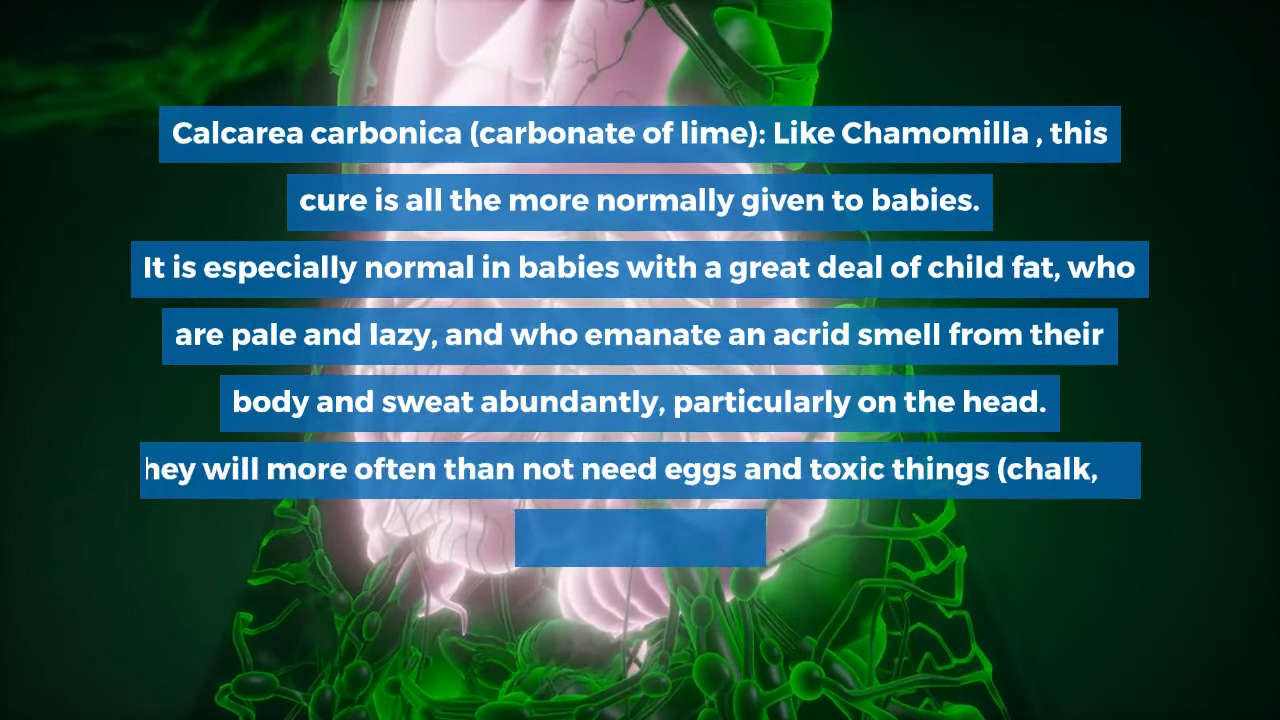 Calcarea carbonica (carbonate of lime): Like Chamomilla , this
cure is all the more normally given to babies.
It is especially normal in babies with a great deal of child fat, who
are pale and lazy, and who emanate an acrid smell from their
body and sweat abundantly, particularly on the head.
hey will more often than not need eggs and toxic things (chalk,